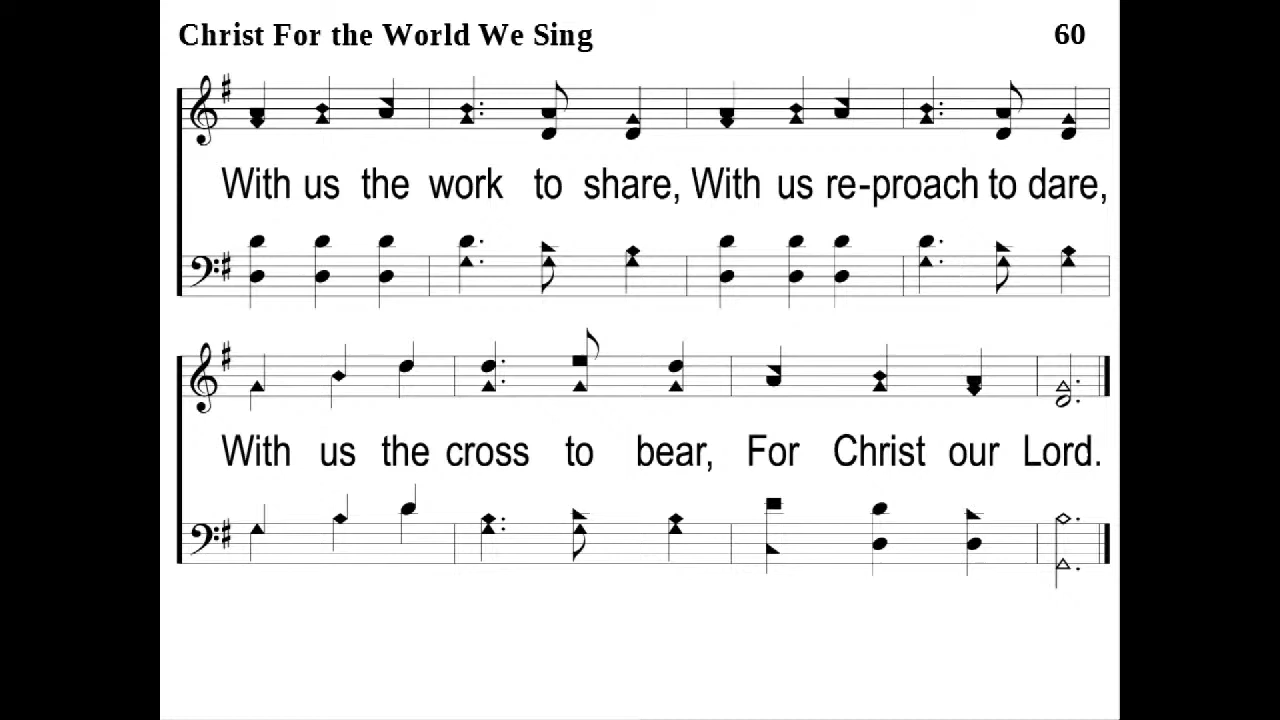 Christ For the World We Sing 60
With us the work to share, With us re-proach to dare,
With us the cross to bear, For Christ our Lord.